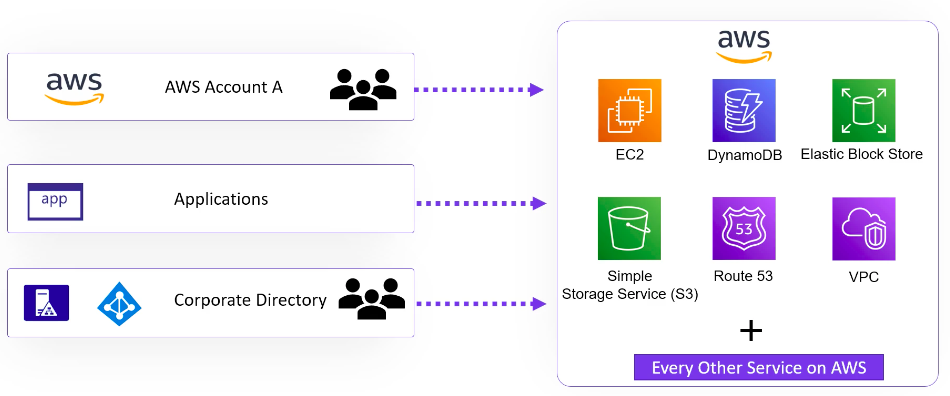 aws
AWS Account A
app
Applications
Corporate Directory
aws
EC2
DynamoDB
Elastic Block Store
Simple
Storage Service (S3)
53
Route 53
VPC
+
Every Other Service on AWS